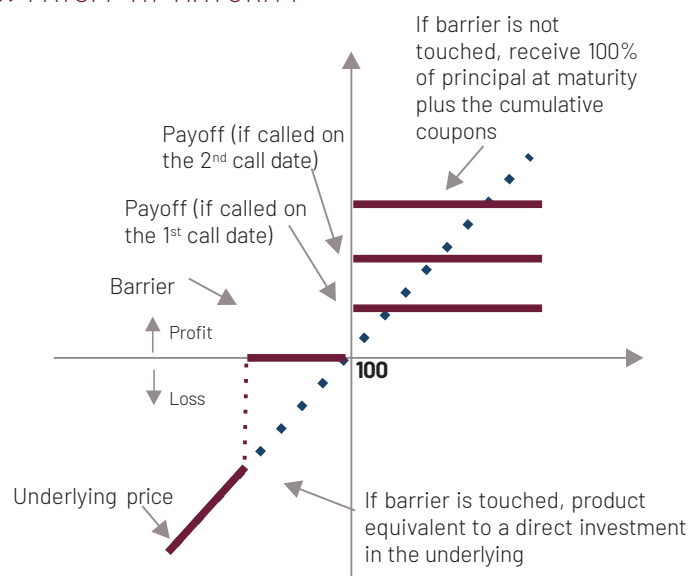 If barrier is not
touched, receive 100%
of principal at maturity
plus the cumulative
coupons
Payoff (if called on
the 2nd call date)
Payoff (if called on
the 1st call date)
Barrier
Profit
100
Loss
Underlying price
If barrier is touched, product
equivalent to a direct investment
in the underlying